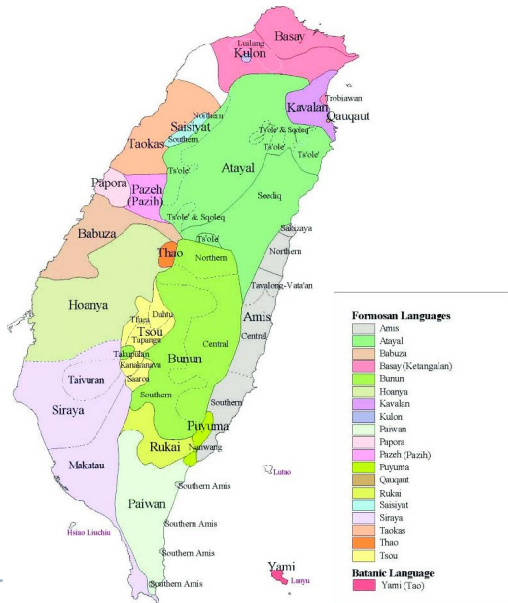 Basay
Luilang
Kulon
Kavalan
Trobiawan
Qauqaut
Northern
Saisiyat
Southern
Taokas
Ts'ole'
Ts'ole' & Sqoleq
Ts'ole'
Ts'ole'
Atayal
Papora
Pazeh
(Pazih)
Seediq
Ts'ole' & Sqoleq
Babuza
Ts'ole'
Sakizaya
Thao
Northern
Northern
Tavalong-Vata'an
Hoanya
Amis
Tfuea
Duhtu
Tsou
Tapangu
Central
Central
Takupulan
Bunun
Kanakanavu
Taivuran
Saaroa
Siraya
Southern
Southern
Puyuma
Rukai
Nanwang
Makatau
Lutao
Paiwan
Southern Amis
Hsiao Liuchiu
Southern Amis
Southern Amis
Yami
Lanyu
Southern Amis
Formosan Languages
Amis
Atayal
Babuza
Basay (Ketangalan)
Bunun
Hoanya
Kavalan
Kulon
Paiwan
Papora
Pazeh (Pazih)
Puyuma
Qauqaut
Rukai
Saisiyat
Siraya
Taokas
Thao
Tsou
Batanic Language
Yami (Tao)